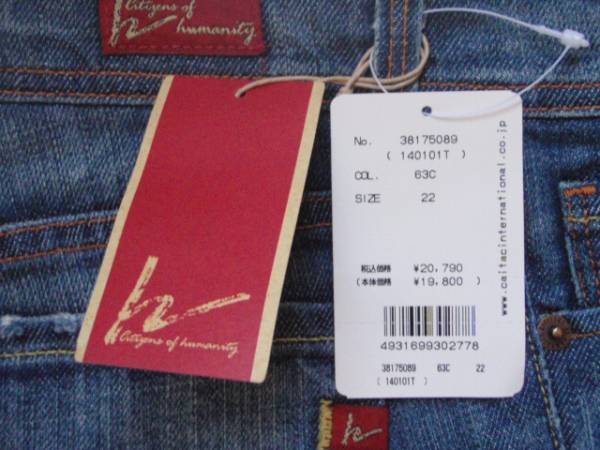 Citizens of
humanity
No. 38175089
( 140101T )
COL. 63C
SIZE 22
税込価格 ¥20,790
(本体価格 ¥19,800 )
4931699302778
38175089 63C 22
( 140101T )
www.caitacinternational.co.jp
Citizens of humanity